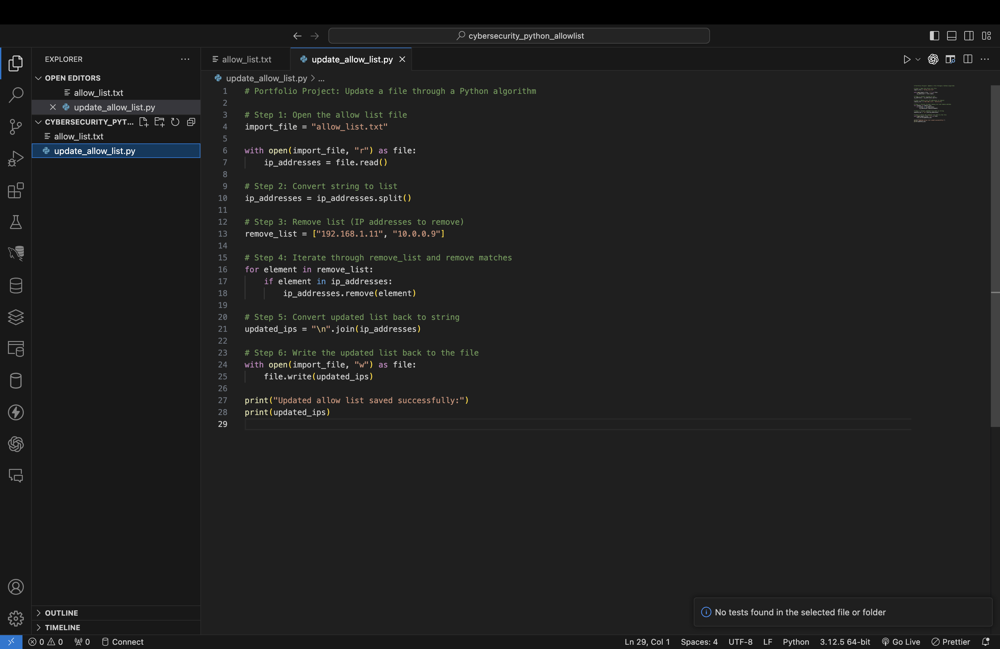 cybersecurity_python_allowlist
EXPLORER
OPEN EDITORS
allow_list.txt
update_allow_list.py
CYBERSECURITY_PYT...
allow_list.txt
update_allow_list.py
OUTLINE
TIMELINE
allow_list.txt
update_allow_list.py
update_allow_list.py > ...
1 # Portfolio Project: Update a file through a Python algorithm
2
3 # Step 1: Open the allow list file
4 import_file = "allow_list.txt"
5
6 with open(import_file, "r") as file:
7     ip_addresses = file.read()
8
9 # Step 2: Convert string to list
10 ip_addresses = ip_addresses.split()
11
12 # Step 3: Remove list (IP addresses to remove)
13 remove_list = ["192.168.1.11", "10.0.0.9"]
14
15 # Step 4: Iterate through remove_list and remove matches
16 for element in remove_list:
17     if element in ip_addresses:
18         ip_addresses.remove(element)
19
20 # Step 5: Convert updated list back to string
21 updated_ips = "\n".join(ip_addresses)
22
23 # Step 6: Write the updated list back to the file
24 with open(import_file, "w") as file:
25     file.write(updated_ips)
26
27 print("Updated allow list saved successfully:")
28 print(updated_ips)
29
No tests found in the selected file or folder
0 0 0 Connect
Ln 29, Col 1 Spaces: 4 UTF-8 LF Python 3.12.5 64-bit Go Live Prettier